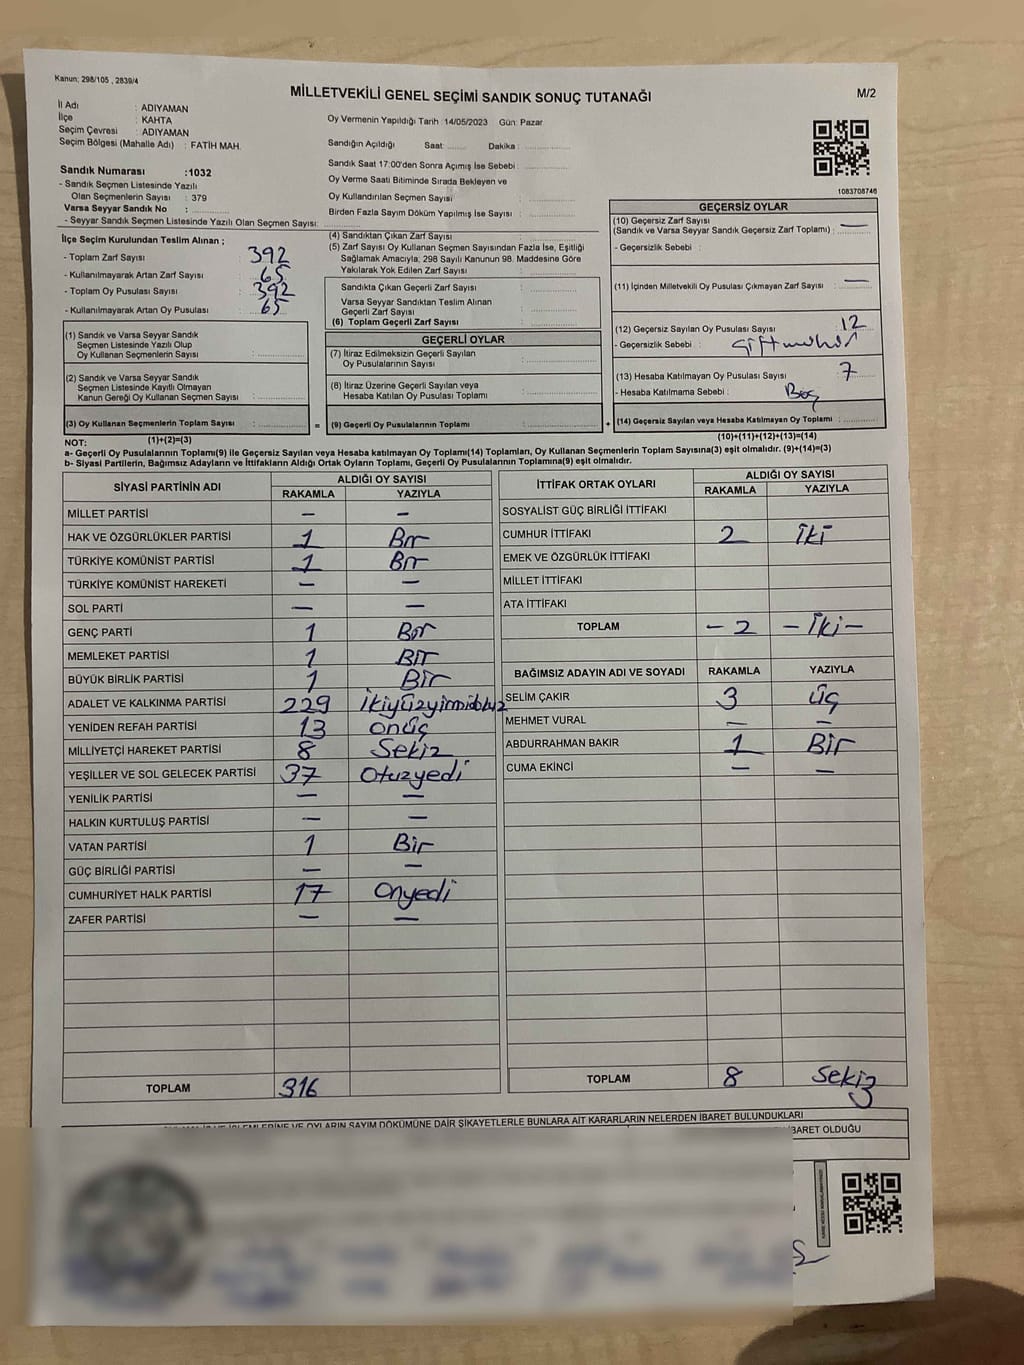 Kanun; 298/105 , 2839/4
MİLLETVEKİLİ GENEL SEÇİMİ SANDIK SONUÇ TUTANAĞI
M/2
İl Adı : ADIYAMAN
İlçe : KAHTA
Seçim Çevresi : ADIYAMAN
Seçim Bölgesi (Mahalle Adı) : FATİH MAH.
Oy Vermenin Yapıldığı Tarih : 14/05/2023 Gün: Pazar
Sandığın Açıldığı Saat : Dakika :
Sandık Saat 17:00'den Sonra Açımış İse Sebebi :
Oy Verme Saati Bitiminde Sırada Bekleyen ve
Oy Kullandırılan Seçmen Sayısı :
Birden Fazla Sayım Döküm Yapılmış İse Sayısı :
1083708746
Sandık Numarası :1032
- Sandık Seçmen Listesinde Yazılı
Olan Seçmenlerin Sayısı : 379
Varsa Seyyar Sandık No :
- Seyyar Sandık Seçmen Listesinde Yazılı Olan Seçmen Sayısı:
İlçe Seçim Kurulundan Teslim Alınan ;
- Toplam Zarf Sayısı : 392
- Kullanılmayarak Artan Zarf Sayısı : 65
- Toplam Oy Pusulası Sayısı : 392
- Kullanılmayarak Artan Oy Pusulası : 65
(4) Sandıktan Çıkan Zarf Sayısı :
(5) Zarf Sayısı Oy Kullanan Seçmen Sayısından Fazla İse, Eşitliği
Sağlamak Amacıyla, 298 Sayılı Kanunun 98. Maddesine Göre
Yakılarak Yok Edilen Zarf Sayısı :
Sandıkta Çıkan Geçerli Zarf Sayısı :
Varsa Seyyar Sandıktan Teslim Alınan
Geçerli Zarf Sayısı :
(6) Toplam Geçerli Zarf Sayısı :
GEÇERSİZ OYLAR
(10) Geçersiz Zarf Sayısı
(Sandık ve Varsa Seyyar Sandık Geçersiz Zarf Toplamı) : —
- Geçersizlik Sebebi :
(11) İçinden Milletvekili Oy Pusulası Çıkmayan Zarf Sayısı : —
(12) Geçersiz Sayılan Oy Pusulası Sayısı : 12
- Geçersizlik Sebebi :
(13) Hesaba Katılmayan Oy Pusulası Sayısı : 7
- Hesaba Katılmama Sebebi : Boş
(14) Geçersiz Sayılan veya Hesaba Katılmayan Oy Toplamı :
(10)+(11)+(12)+(13)=(14)
(1) Sandık ve Varsa Seyyar Sandık
Seçmen Listesinde Yazılı Olup
Oy Kullanan Seçmenlerin Sayısı :
(2) Sandık ve Varsa Seyyar Sandık
Seçmen Listesinde Kayıtlı Olmayan
Kanun Gereği Oy Kullanan Seçmen Sayısı :
(3) Oy Kullanan Seçmenlerin Toplam Sayısı :
=
GEÇERLİ OYLAR
(7) İtiraz Edilmeksizin Geçerli Sayılan
Oy Pusulalarının Sayısı :
(8) İtiraz Üzerine Geçerli Sayılan veya
Hesaba Katılan Oy Pusulası Toplamı :
(9) Geçerli Oy Pusulalarının Toplamı :
+
NOT: (1)+(2)=(3)
a- Geçerli Oy Pusulaları Toplamı(9) ile Geçersiz Sayılan veya Hesaba katılmayan Oy Toplamı(14) Toplamları, Oy Kullanan Seçmenlerin Toplam Sayısına(3) eşit olmalıdır. (9)+(14)=(3)
b- Siyasi Partilerin, Bağımsız Adayların ve İttifakların Aldığı Ortak Oyların Toplamı, Geçerli Oy Pusulalarının Toplamına(9) eşit olmalıdır.
SİYASİ PARTİNİN ADI ALDIĞI OY SAYISI
RAKAMLA YAZIYLA
MİLLET PARTİSİ — —
HAK VE ÖZGÜRLÜKLER PARTİSİ 1 Bir
TÜRKİYE KOMÜNİST PARTİSİ 1 Bir
TÜRKİYE KOMÜNİST HAREKETİ — —
SOL PARTİ — —
GENÇ PARTİ 1 Bir
MEMLEKET PARTİSİ 1 Bir
BÜYÜK BİRLİK PARTİSİ 1 Bir
ADALET VE KALKINMA PARTİSİ 229 ikiyüzyirmidokuz
YENİDEN REFAH PARTİSİ 13 onüç
MİLLİYETÇİ HAREKET PARTİSİ 8 Sekiz
YEŞİLLER VE SOL GELECEK PARTİSİ 37 otuzyedi
YENİLİK PARTİSİ — —
HALKIN KURTULUŞ PARTİSİ — —
VATAN PARTİSİ 1 Bir
GÜÇ BİRLİĞİ PARTİSİ — —
CUMHURİYET HALK PARTİSİ 17 onyedi
ZAFER PARTİSİ — —
TOPLAM 316
İTTİFAK ORTAK OYLARI ALDIĞI OY SAYISI
RAKAMLA YAZIYLA
SOSYALİST GÜÇ BİRLİĞİ İTTİFAKI
CUMHUR İTTİFAKI 2 iki
EMEK VE ÖZGÜRLÜK İTTİFAKI
MİLLET İTTİFAKI
ATA İTTİFAKI
TOPLAM - 2 - iki -
BAĞIMSIZ ADAYIN ADI VE SOYADI RAKAMLA YAZIYLA
SELİM ÇAKIR 3 üç
MEHMET VURAL — —
ABDURRAHMAN BAKIR 1 Bir
CUMA EKİNCİ — —
TOPLAM 8 Sekiz
OYLARIN SAYIM DÖKÜMÜNE DAİR ŞİKAYETLERLE BUNLARA AİT KARARLARIN NELERDEN İBARET BULUNDUKLARI
İBARET OLDUĞU